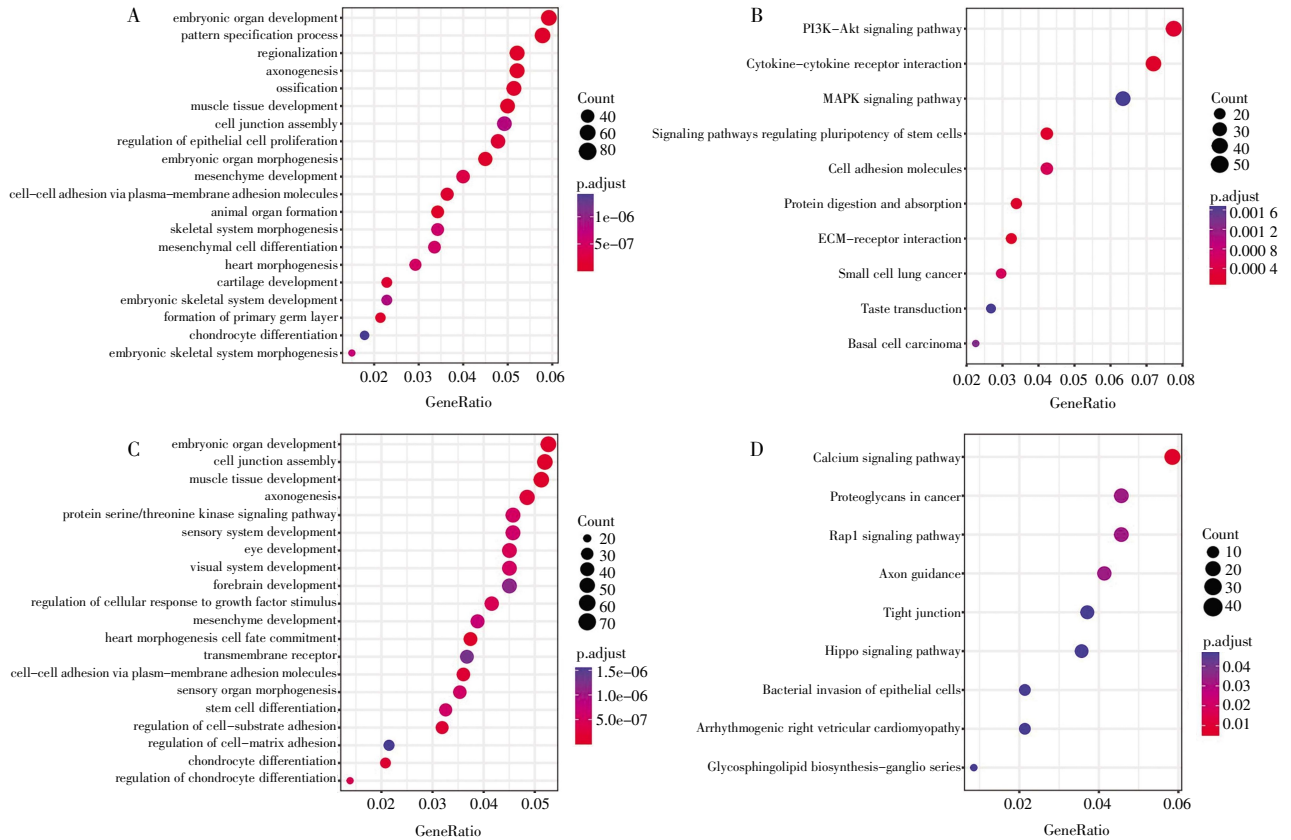 A
embryonic organ development
pattern specification process
regionalization
axonogenesis
ossification
muscle tissue development
cell junction assembly
regulation of epithelial cell proliferation
embryonic organ morphogenesis
mesenchyme development
cell-cell adhesion via plasma-membrane adhesion molecules
animal organ formation
skeletal system morphogenesis
mesenchymal cell differentiation
heart morphogenesis
cartilage development
embryonic skeletal system development
formation of primary germ layer
chondrocyte differentiation
embryonic skeletal system morphogenesis
0.02 0.03 0.04 0.05 0.06
GeneRatio
Count
40
60
80
p.adjust
1e-06
5e-07
B
PI3K-Akt signaling pathway
Cytokine-cytokine receptor interaction
MAPK signaling pathway
Signaling pathways regulating pluripotency of stem cells
Cell adhesion molecules
Protein digestion and absorption
ECM-receptor interaction
Small cell lung cancer
Taste transduction
Basal cell carcinoma
0.02 0.03 0.04 0.05 0.06 0.07 0.08
GeneRatio
Count
20
30
40
50
p.adjust
0.001 6
0.001 2
0.000 8
0.000 4
C
embryonic organ development
cell junction assembly
muscle tissue development
axonogenesis
protein serine/threonine kinase signaling pathway
sensory system development
eye development
visual system development
forebrain development
regulation of cellular response to growth factor stimulus
mesenchyme development
heart morphogenesis cell fate commitment
transmembrane receptor
cell-cell adhesion via plasm-membrane adhesion molecules
sensory organ morphogenesis
stem cell differentiation
regulation of cell-substrate adhesion
regulation of cell-matrix adhesion
chondrocyte differentiation
regulation of chondrocyte differentiation
0.02 0.03 0.04 0.05
GeneRatio
Count
20
30
40
50
60
70
p.adjust
1.5e-06
1.0e-06
5.0e-07
D
Calcium signaling pathway
Proteoglycans in cancer
Rap1 signaling pathway
Axon guidance
Tight junction
Hippo signaling pathway
Bacterial invasion of epithelial cells
Arrhythmogenic right vetricular cardiomyopathy
Glycosphingolipid biosynthesis-ganglio series
0.02 0.04 0.06
GeneRatio
Count
10
20
30
40
p.adjust
0.04
0.03
0.02
0.01